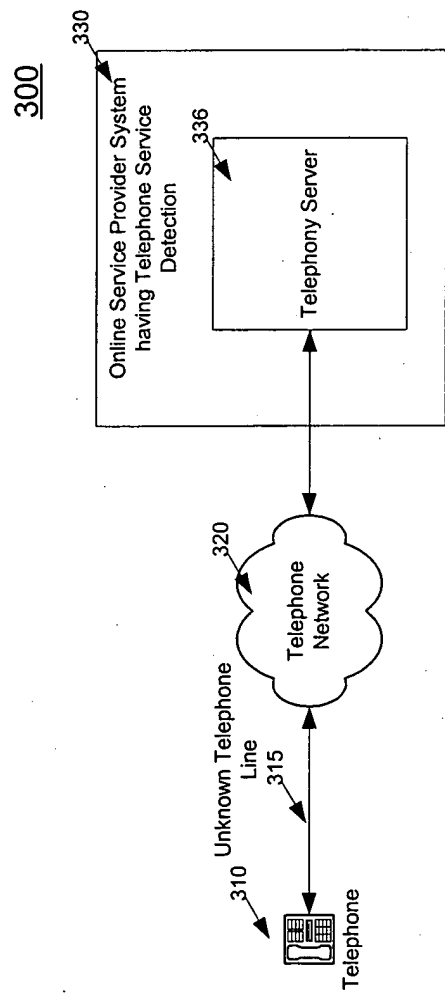 300
330
Online Service Provider System
having Telephone Service
Detection
336
Telephony Server
320
Telephone
Network
Unknown Telephone
Line
315
310
Telephone